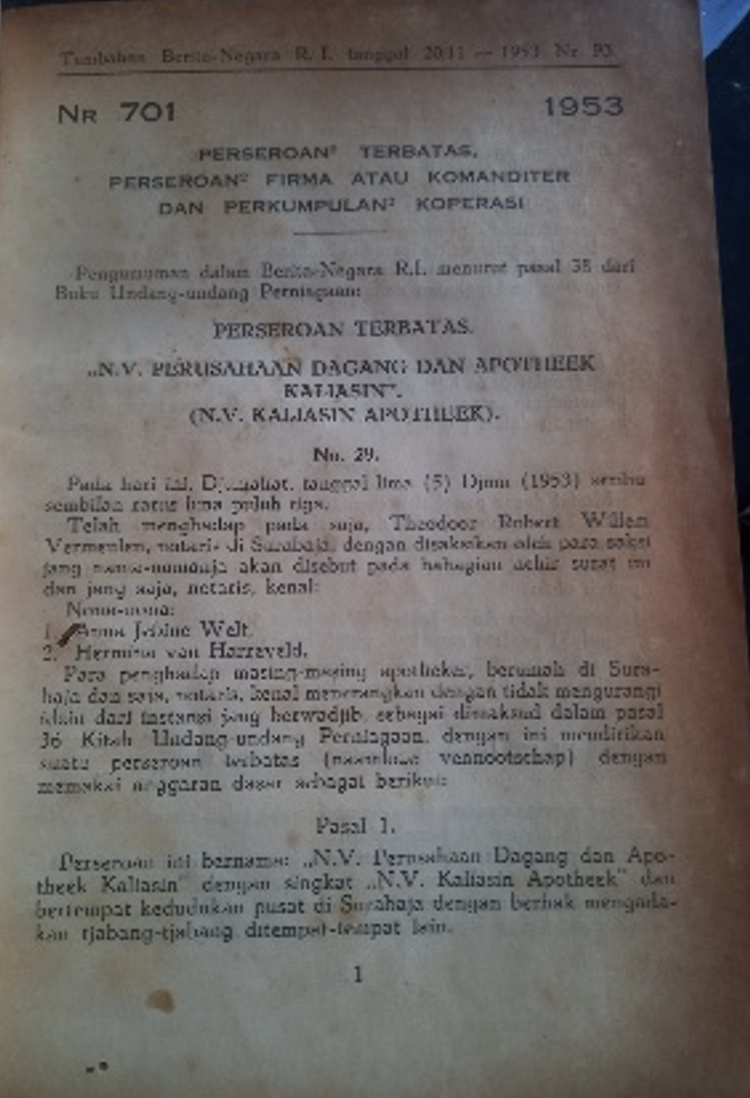 Tambahan Berita-Negara R. I. tanggal 20/11 — 1953 Nr. 93.
NR 701 1953
PERSEROAN² TERBATAS,
PERSEROAN² FIRMA ATAU KOMANDITER
DAN PERKUMPULAN² KOPERASI
Pengumuman dalam Berita-Negara R.I. menurut pasal 38 dari
Buku Undang-undang Perniagaan:
PERSEROAN TERBATAS.
„N.V. PERUSAHAAN DAGANG DAN APOTHEEK
KALIASIN".
(N.V. KALIASIN APOTHEEK).
No. 29.
Pada hari ini, Djumahat, tanggal lima (5) Djuni (1953) seribu
sembilan ratus lima puluh tiga.
Telah menghadap pada saja, Theodoor Robert Willem
Vermeulen, notaris di Surabaja, dengan disaksikan oleh para saksi
jang nama-namanja akan disebut pada bahagian achir surat ini
dan jang saja, notaris, kenal:
Nona-nona:
1. Anna Welt,
2. Hermina van Harreveld,
Para penghadap masing-masing apotheker, berumah di Sura-
baja dan saja, notaris, kenal menerangkan dengan tidak mengurangi
idzin dari instansi jang berwadjib, sebagai dimaksud dalam pasal
36 Kitab Undang-undang Perniagaan, dengan ini mendirikan
suatu perseroan terbatas (naamloze vennootschap) dengan
memakai anggaran dasar sebagai berikut:
Pasal 1.
Perseroan ini bernama: „N.V. Perusahaan Dagang dan Apo-
theek Kaliasin" dengan singkat „N.V. Kaliasin Apotheek" dan
bertempat kedudukan pusat di Surabaja dengan berhak mengada-
kan tjabang-tjabang ditempat-tempat lain.
1